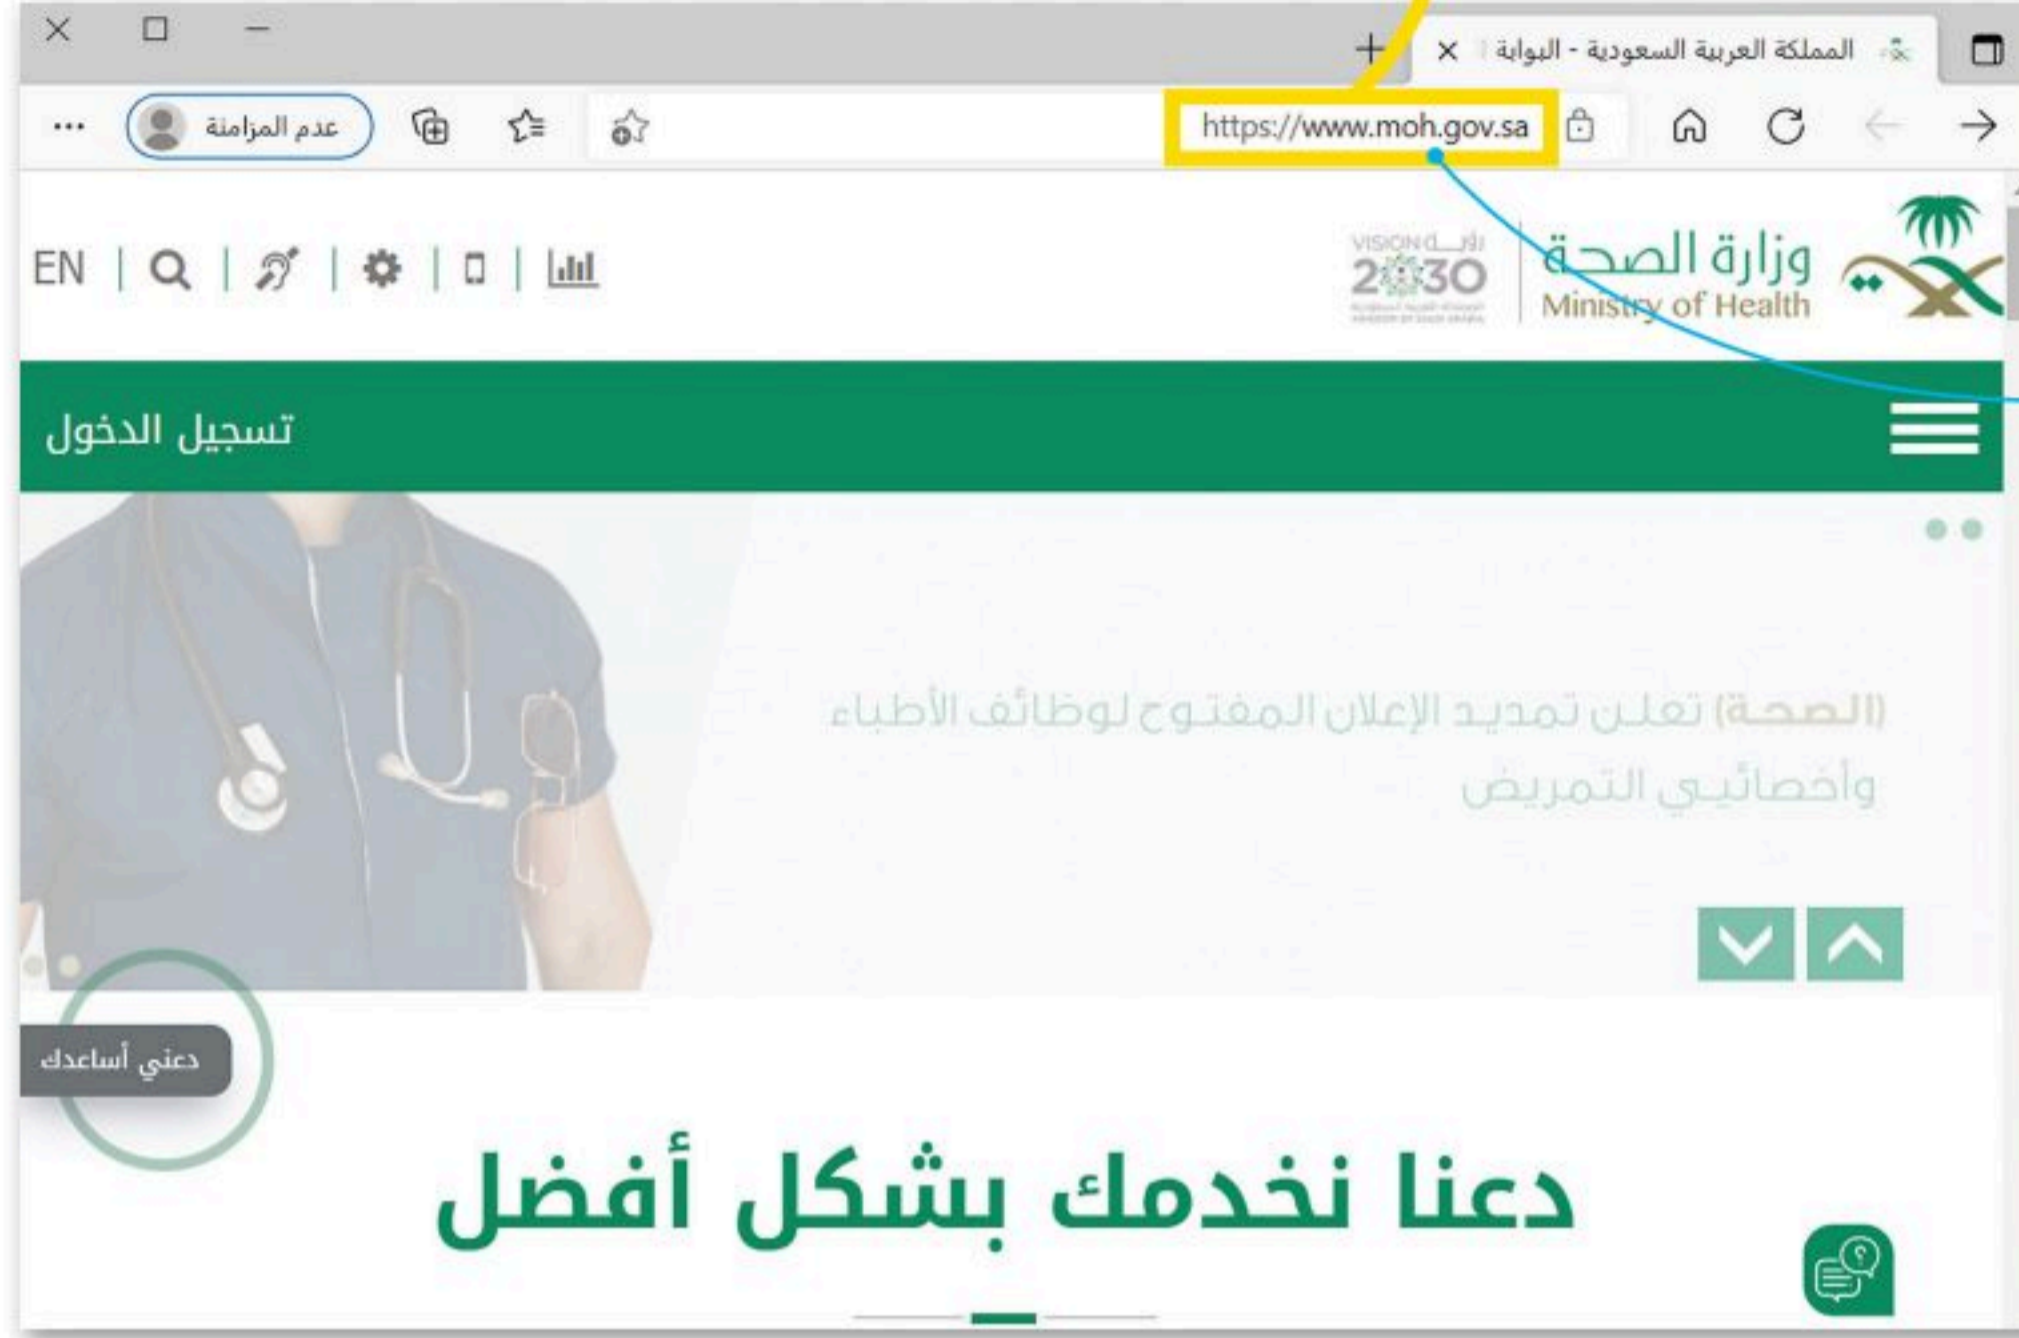 المملكة العربية السعودية - البوابة
https://www.moh.gov.sa
عدم المزامنة
وزارة الصحة
Ministry of Health
VISION رؤية
2030
EN
تسجيل الدخول
(الصحة) تعلن تمديد الإعلان المفتوح لوظائف الأطباء
وأخصائيي التمريض
دعني أساعدك
دعنا نخدمك بشكل أفضل